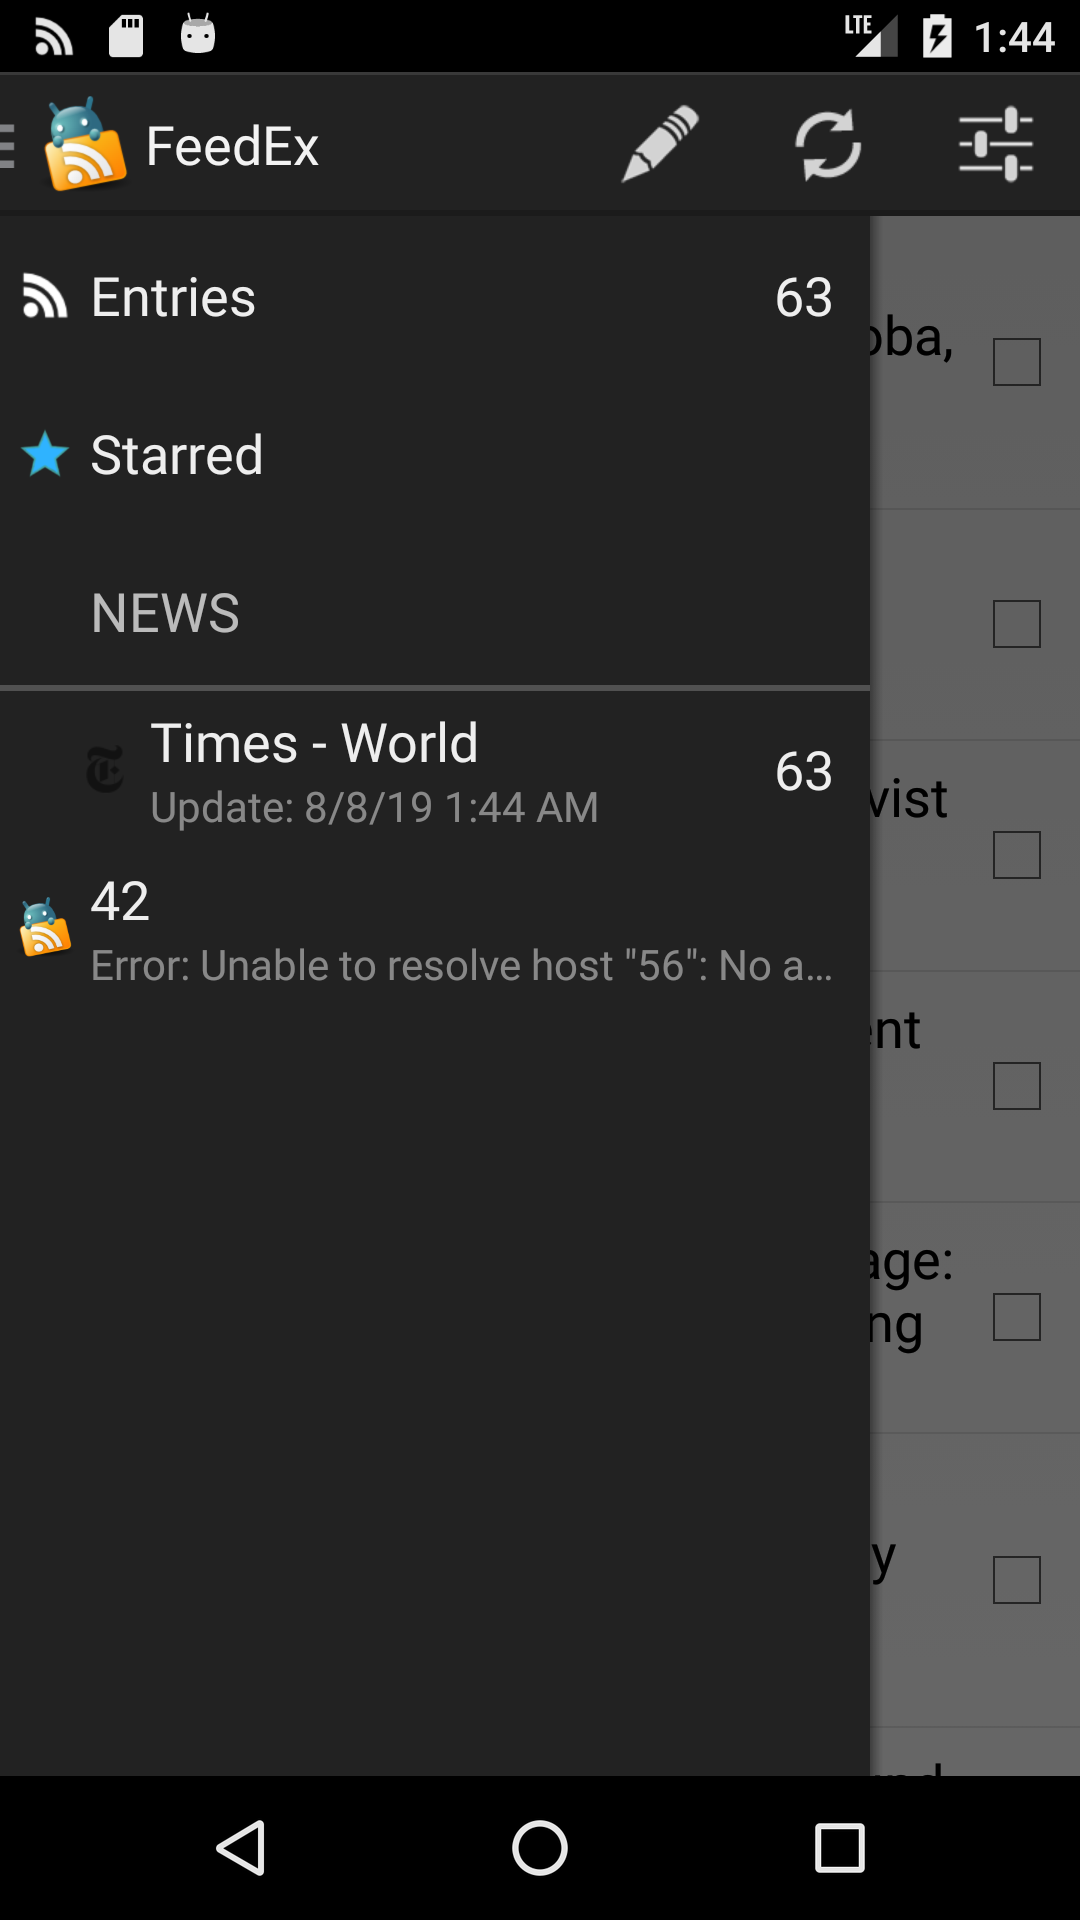 LTE 1:44
FeedEx
Entries 63
oba,
Starred
NEWS
Times - World 63
Update: 8/8/19 1:44 AM
vist
42
Error: Unable to resolve host "56": No a...
ent
age:
ng
y